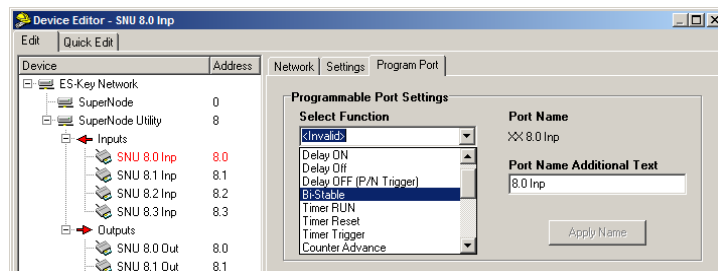 Device Editor - SNU 8.0 Inp
Edit Quick Edit
Device Address
Network Settings Program Port
ES-Key Network
SuperNode 0
SuperNode Utility 8
Inputs
SNU 8.0 Inp 8.0
SNU 8.1 Inp 8.1
SNU 8.2 Inp 8.2
SNU 8.3 Inp 8.3
Outputs
SNU 8.0 Out 8.0
SNU 8.1 Out 8.1
Programmable Port Settings
Select Function
<Invalid>
Delay ON
Delay Off
Delay OFF (P/N Trigger)
Bi-Stable
Timer RUN
Timer Reset
Timer Trigger
Counter Advance
Port Name
XX 8.0 Inp
Port Name Additional Text
8.0 Inp
Apply Name